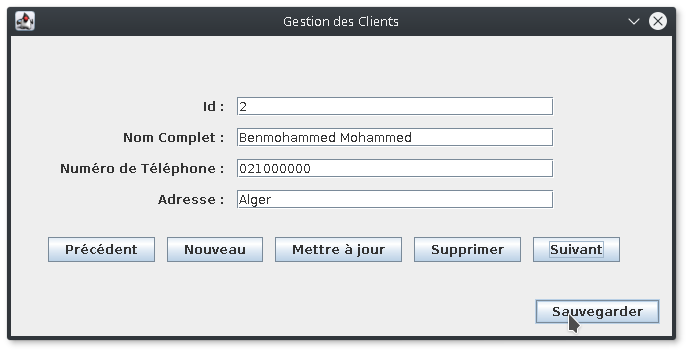 Gestion des Clients
Id : 2
Nom Complet : Benmohammed Mohammed
Numéro de Téléphone : 021000000
Adresse : Alger
Précédent Nouveau Mettre à jour Supprimer Suivant
Sauvegarder